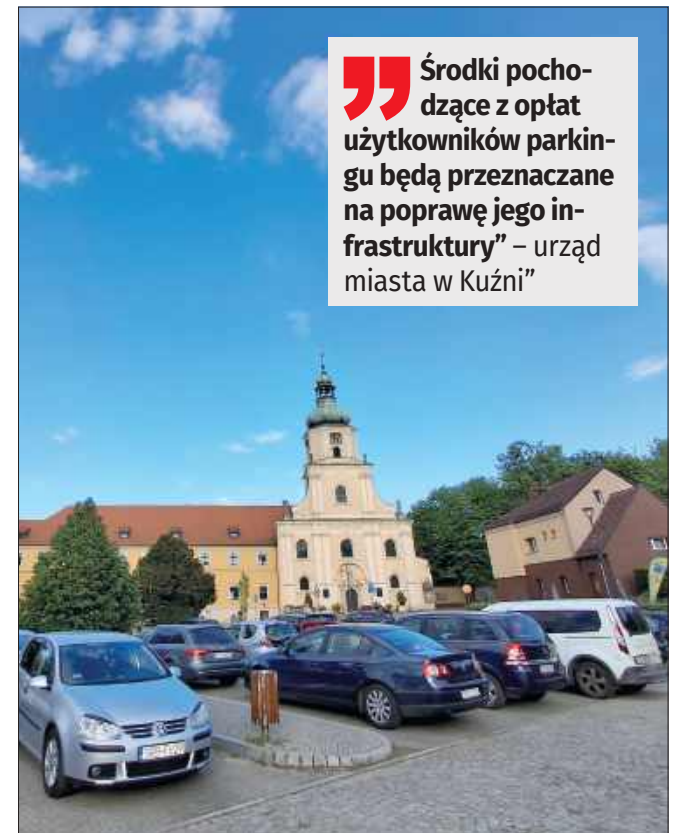 Środki pocho-
dzące z opłat
użytkowników parkin-
gu będą przeznaczane
na poprawę jego in-
frastruktury” – urząd
miasta w Kuźni”